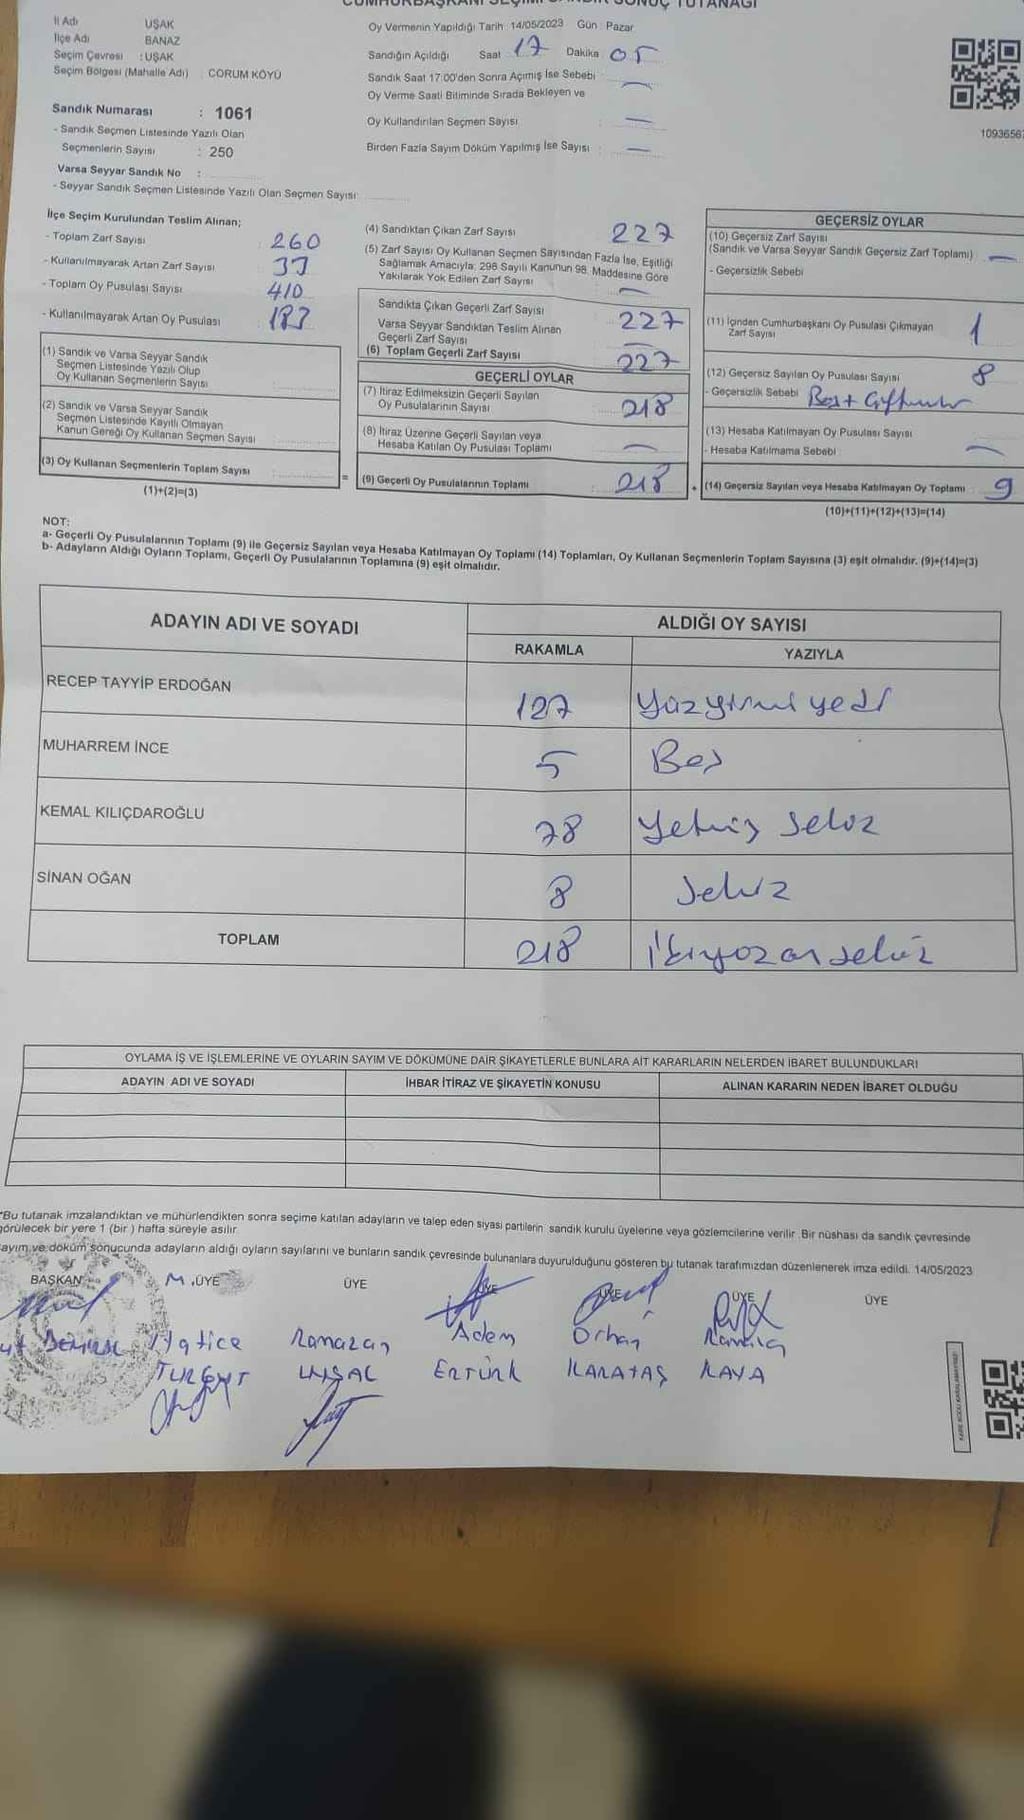 CUMHURBAŞKANI SEÇİMİ SANDIK SONUÇ TUTANAĞI
İl Adı UŞAK
İlçe Adı BANAZ
Seçim Çevresi : UŞAK
Seçim Bölgesi (Mahalle Adı) : CORUM KÖYÜ
Sandık Numarası : 1061
- Sandık Seçmen Listesinde Yazılı Olan
Seçmenlerin Sayısı : 250
Varsa Seyyar Sandık No :
- Seyyar Sandık Seçmen Listesinde Yazılı Olan Seçmen Sayısı
Oy Vermenin Yapıldığı Tarih : 14/05/2023 Gün : Pazar
Sandığın Açıldığı Saat 17 Dakika 05
Sandık Saat 17:00'den Sonra Açımış İse Sebebi —
Oy Verme Saati Bitiminde Sırada Bekleyen ve
Oy Kullandırılan Seçmen Sayısı : —
Birden Fazla Sayım Döküm Yapılmış İse Sayısı : —
1093656
İlçe Seçim Kurulundan Teslim Alınan;
- Toplam Zarf Sayısı : 260
- Kullanılmayarak Artan Zarf Sayısı : 33
- Toplam Oy Pusulası Sayısı : 410
- Kullanılmayarak Artan Oy Pusulası : 183
(1) Sandık ve Varsa Seyyar Sandık
Seçmen Listesinde Yazılı Olup
Oy Kullanan Seçmenlerin Sayısı
(2) Sandık ve Varsa Seyyar Sandık
Seçmen Listesinde Kayıtlı Olmayan
Kanun Gereği Oy Kullanan Seçmen Sayısı
(3) Oy Kullanan Seçmenlerin Toplam Sayısı
(1)+(2)=(3)
(4) Sandıktan Çıkan Zarf Sayısı : 227
(5) Zarf Sayısı Oy Kullanan Seçmen Sayısından Fazla İse, Eşitliği
Sağlamak Amacıyla; 298 Sayılı Kanunun 98. Maddesine Göre
Yakılarak Yok Edilen Zarf Sayısı : —
Sandıkta Çıkan Geçerli Zarf Sayısı : 227
Varsa Seyyar Sandıktan Teslim Alınan
Geçerli Zarf Sayısı : —
(6) Toplam Geçerli Zarf Sayısı : 227
GEÇERLİ OYLAR
(7) İtiraz Edilmeksizin Geçerli Sayılan
Oy Pusulalarının Sayısı : 218
(8) İtiraz Üzerine Geçerli Sayılan veya
Hesaba Katılan Oy Pusulası Toplamı : —
= (9) Geçerli Oy Pusulalarının Toplamı : 218 +
GEÇERSİZ OYLAR
(10) Geçersiz Zarf Sayısı
(Sandık ve Varsa Seyyar Sandık Geçersiz Zarf Toplamı) —
- Geçersizlik Sebebi
(11) İçinden Cumhurbaşkanı Oy Pusulası Çıkmayan
Zarf Sayısı 1
(12) Geçersiz Sayılan Oy Pusulası Sayısı 8
- Geçersizlik Sebebi : Boş +
(13) Hesaba Katılmayan Oy Pusulası Sayısı
- Hesaba Katılmama Sebebi : —
(14) Geçersiz Sayılan veya Hesaba Katılmayan Oy Toplamı : 9
(10)+(11)+(12)+(13)=(14)
NOT:
a- Geçerli Oy Pusulalarının Toplamı (9) ile Geçersiz Sayılan veya Hesaba Katılmayan Oy Toplamı (14) Toplamları, Oy Kullanan Seçmenlerin Toplam Sayısına (3) eşit olmalıdır. (9)+(14)=(3)
b- Adayların Aldığı Oyların Toplamı, Geçerli Oy Pusulalarının Toplamına (9) eşit olmalıdır.
ADAYIN ADI VE SOYADI ALDIĞI OY SAYISI
RAKAMLA YAZIYLA
RECEP TAYYİP ERDOĞAN 127 Yüzyirmi yedi
MUHARREM İNCE 5 Beş
KEMAL KILIÇDAROĞLU 78 Yetmiş Sekiz
SİNAN OĞAN 8 Sekiz
TOPLAM 218 İkiyüz on sekiz
OYLAMA İŞ VE İŞLEMLERİNE VE OYLARIN SAYIM VE DÖKÜMÜNE DAİR ŞİKAYETLERLE BUNLARA AİT KARARLARIN NELERDEN İBARET BULUNDUKLARI
ADAYIN ADI VE SOYADI İHBAR İTİRAZ VE ŞİKAYETİN KONUSU ALINAN KARARIN NEDEN İBARET OLDUĞU
*Bu tutanak imzalandıktan ve mühürlendikten sonra seçime katılan adayların ve talep eden siyasi partilerin sandık kurulu üyelerine veya gözlemcilerine verilir. Bir nüshası da sandık çevresinde
görülecek bir yere 1 (bir) hafta süreyle asılır.
ayım ve döküm sonucunda adayların aldığı oyların sayılarını ve bunların sandık çevresinde bulunanlara duyurulduğunu gösteren bu tutanak tarafımızdan düzenlenerek imza edildi. 14/05/2023
BAŞKAN M. ÜYE ÜYE ÜYE ÜYE ÜYE ÜYE
Hatice Ramazan Adem Orhan
TURGUT UYSAL ERTÜRK KARATAŞ KAYA